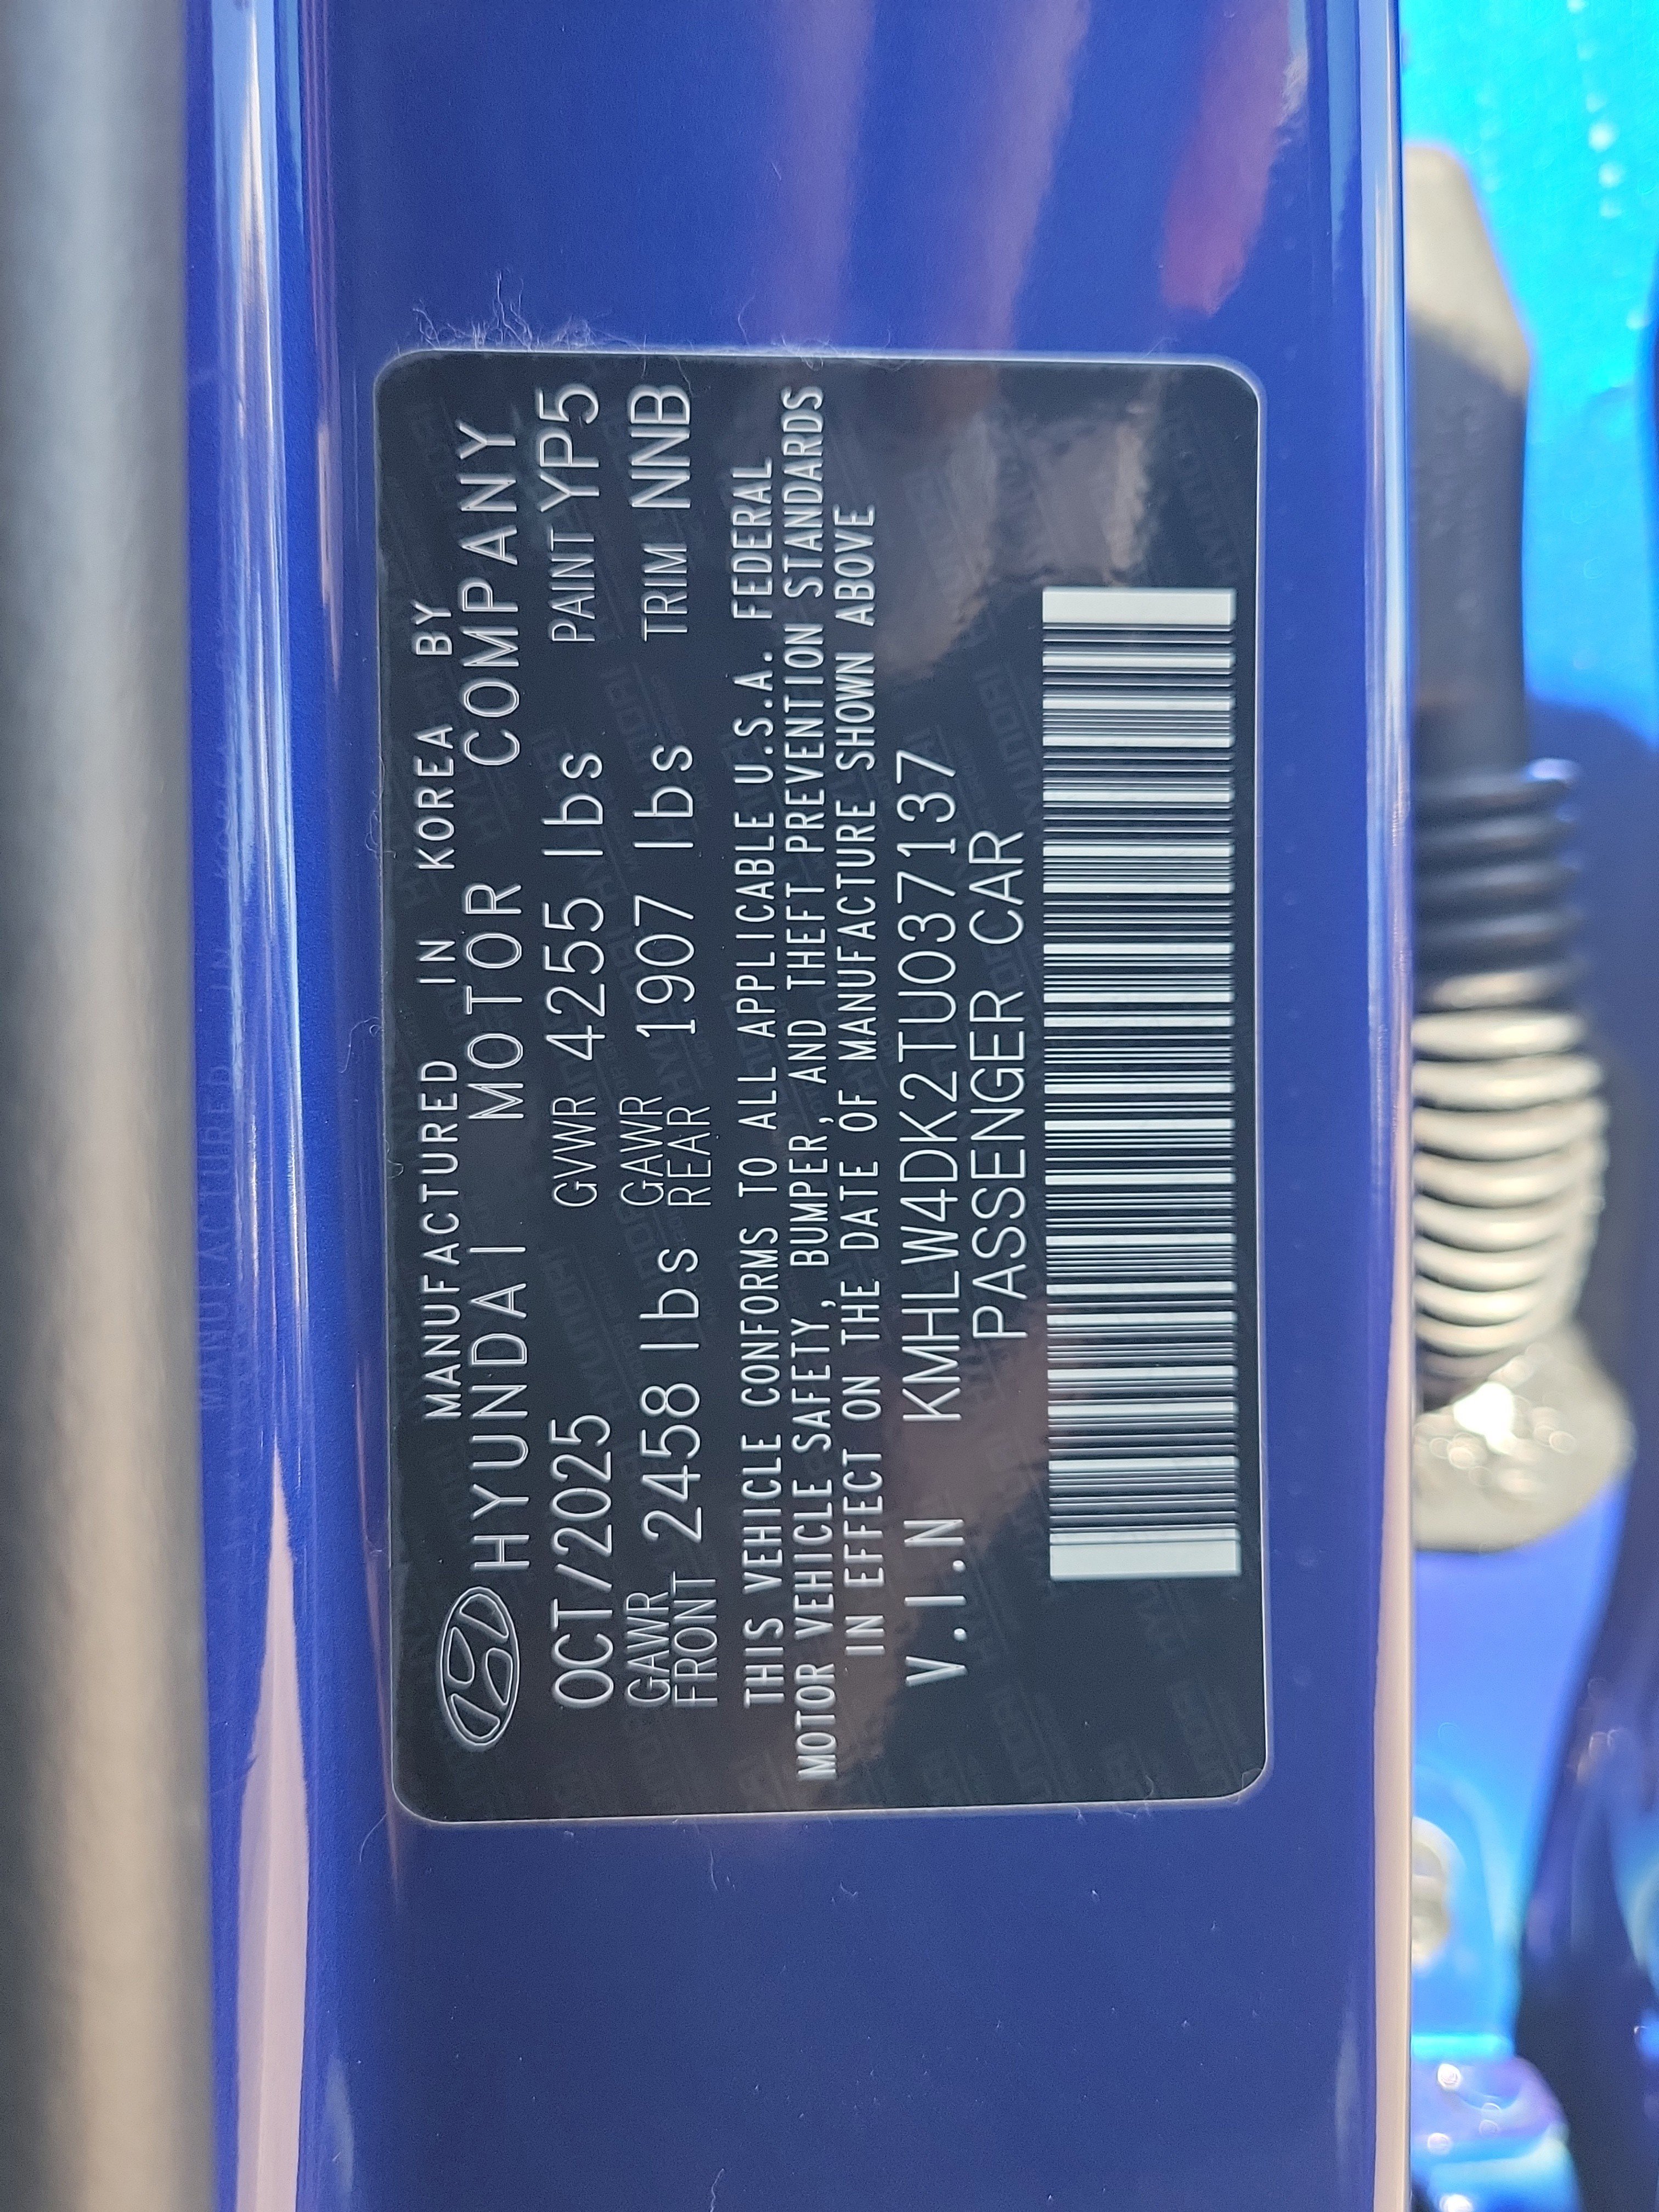 MANUFACTURED IN KOREA BY
HYUNDAI MOTOR COMPANY
OCT/2025 GVWR 4255 lbs PAINT YP5
GAWR FRONT 2458 lbs GAWR REAR 1907 lbs TRIM NNB
THIS VEHICLE CONFORMS TO ALL APPLICABLE U.S.A. FEDERAL
MOTOR VEHICLE SAFETY, BUMPER, AND THEFT PREVENTION STANDARDS
IN EFFECT ON THE DATE OF MANUFACTURE SHOWN ABOVE
V.I.N KMHLW4DK2TU037137
PASSENGER CAR